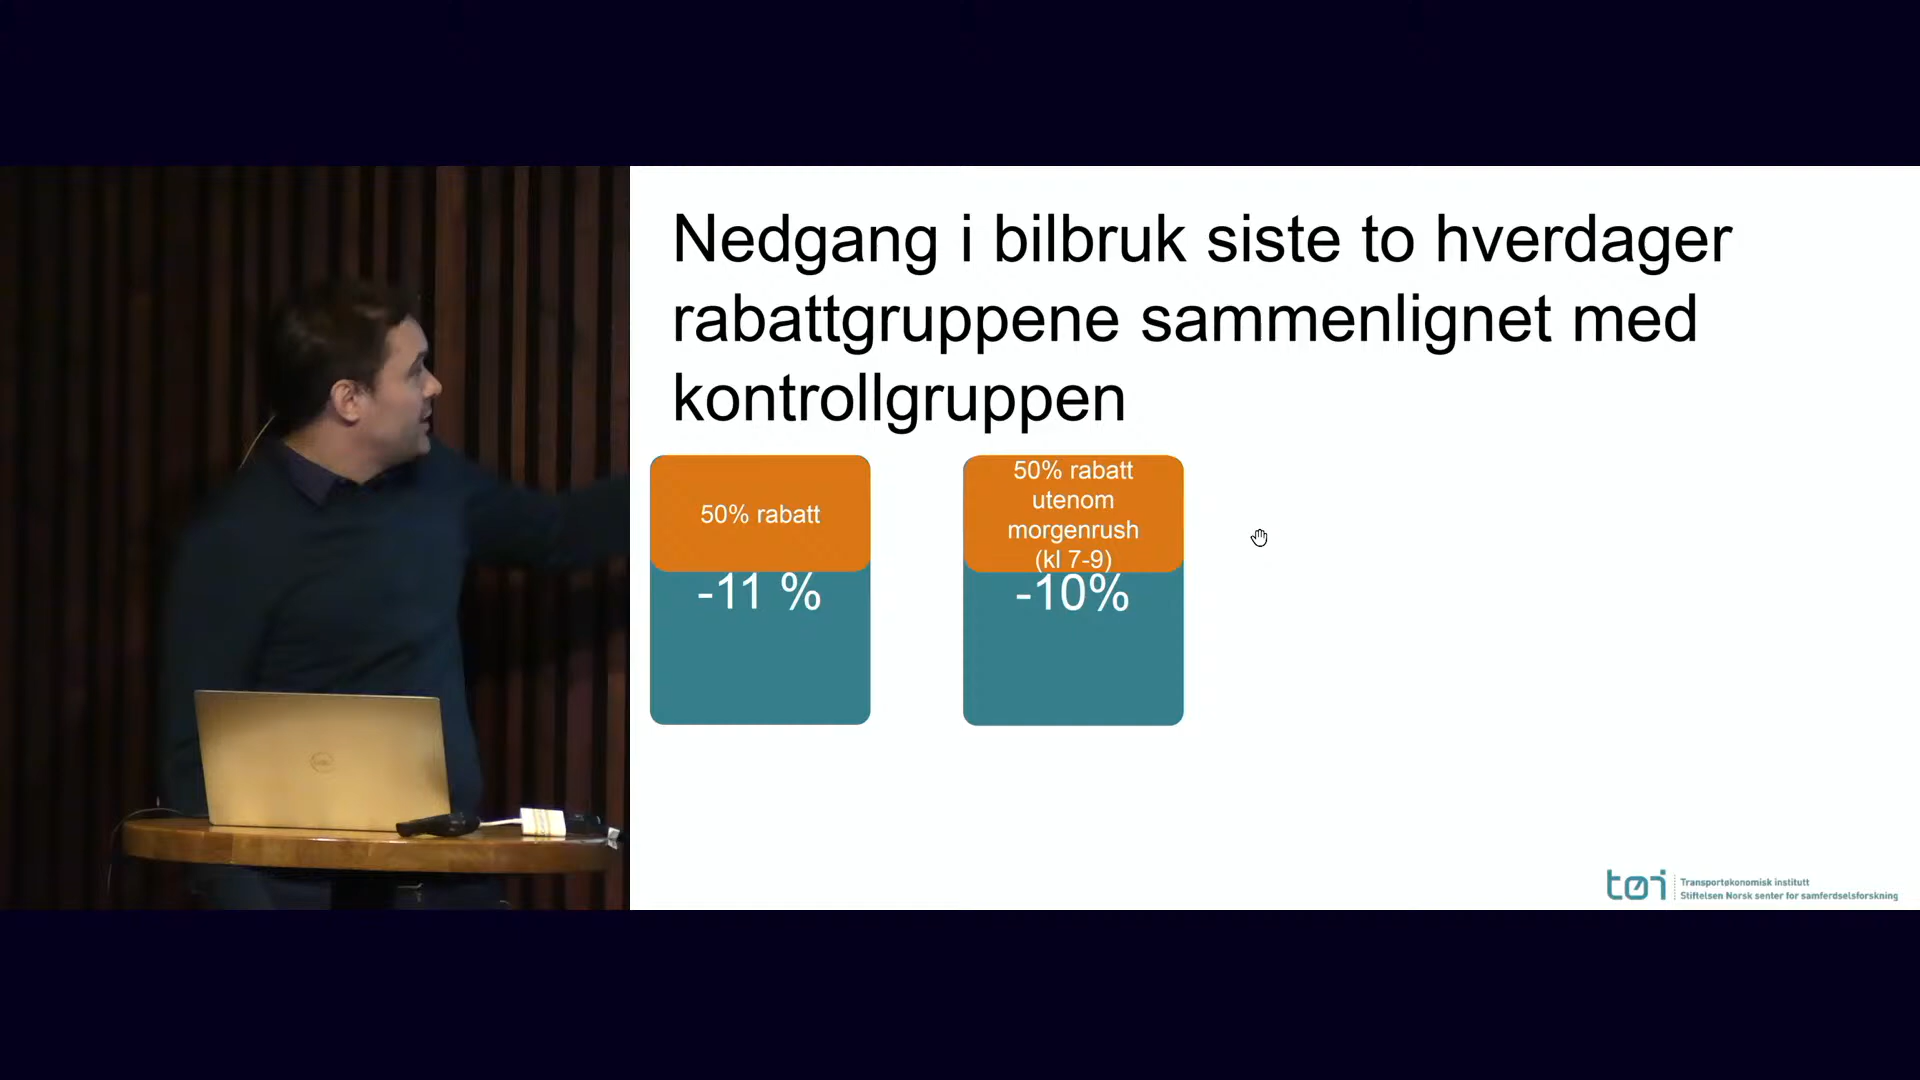 Nedgang i bilbruk siste to hverdager
rabattgruppene sammenlignet med
kontrollgruppen
50% rabatt
-11 %
50% rabatt
utenom
morgenrush
(kl 7-9)
-10%
tøi
Transportøkonomisk institutt
Stiftelsen Norsk senter for samferdselsforskning